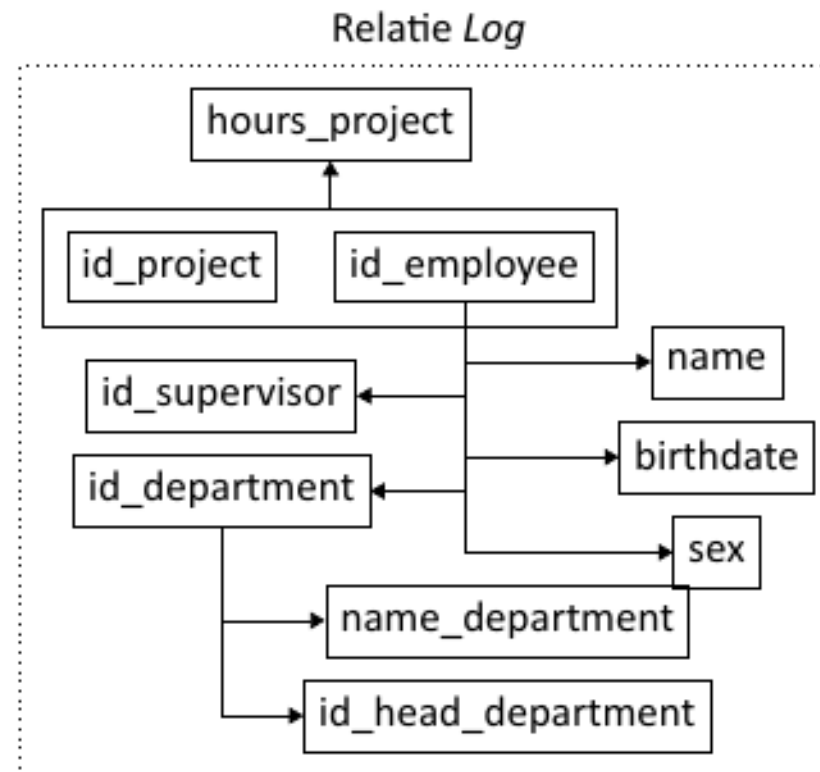 Relatie Log
hours_project
id_project id_employee
name
id_supervisor
birthdate
id_department
sex
name_department
id_head_department